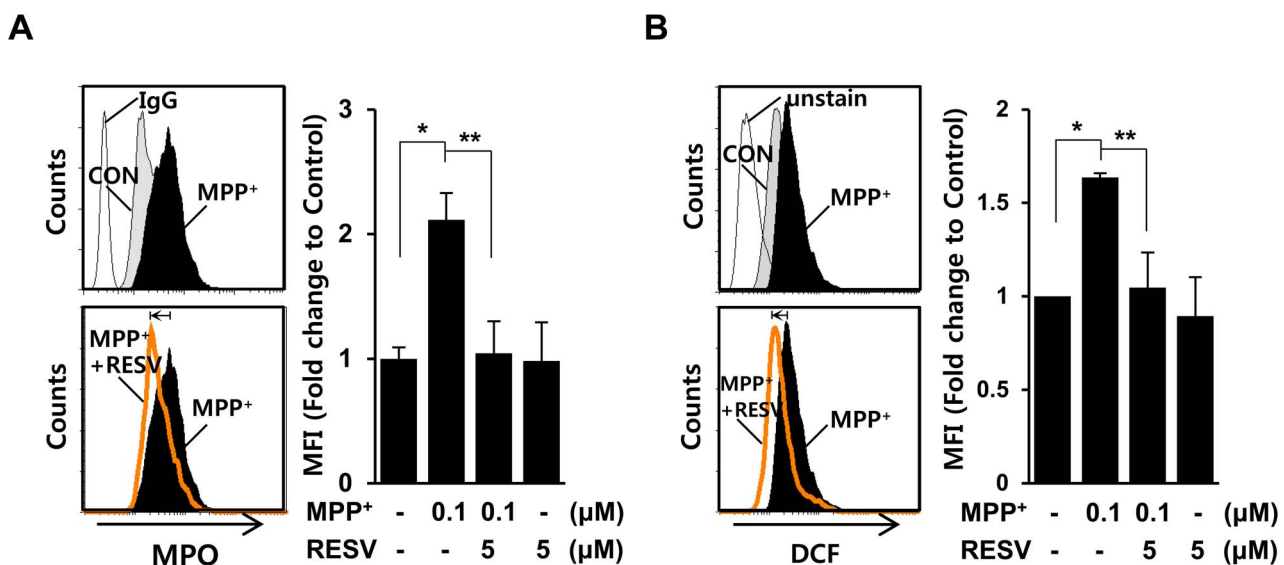 A
IgG
CON
MPP⁺
Counts
MPP⁺
+RESV
MPP⁺
Counts
MPO
MFI (Fold change to Control)
3
2
1
0
*
**
MPP⁺ - 0.1 0.1 - (μM)
RESV - - 5 5 (μM)
B
unstain
CON
MPP⁺
Counts
MPP⁺
+RESV
MPP⁺
Counts
DCF
MFI (Fold change to Control)
2
1.5
1
0.5
0
*
**
MPP⁺ - 0.1 0.1 - (μM)
RESV - - 5 5 (μM)